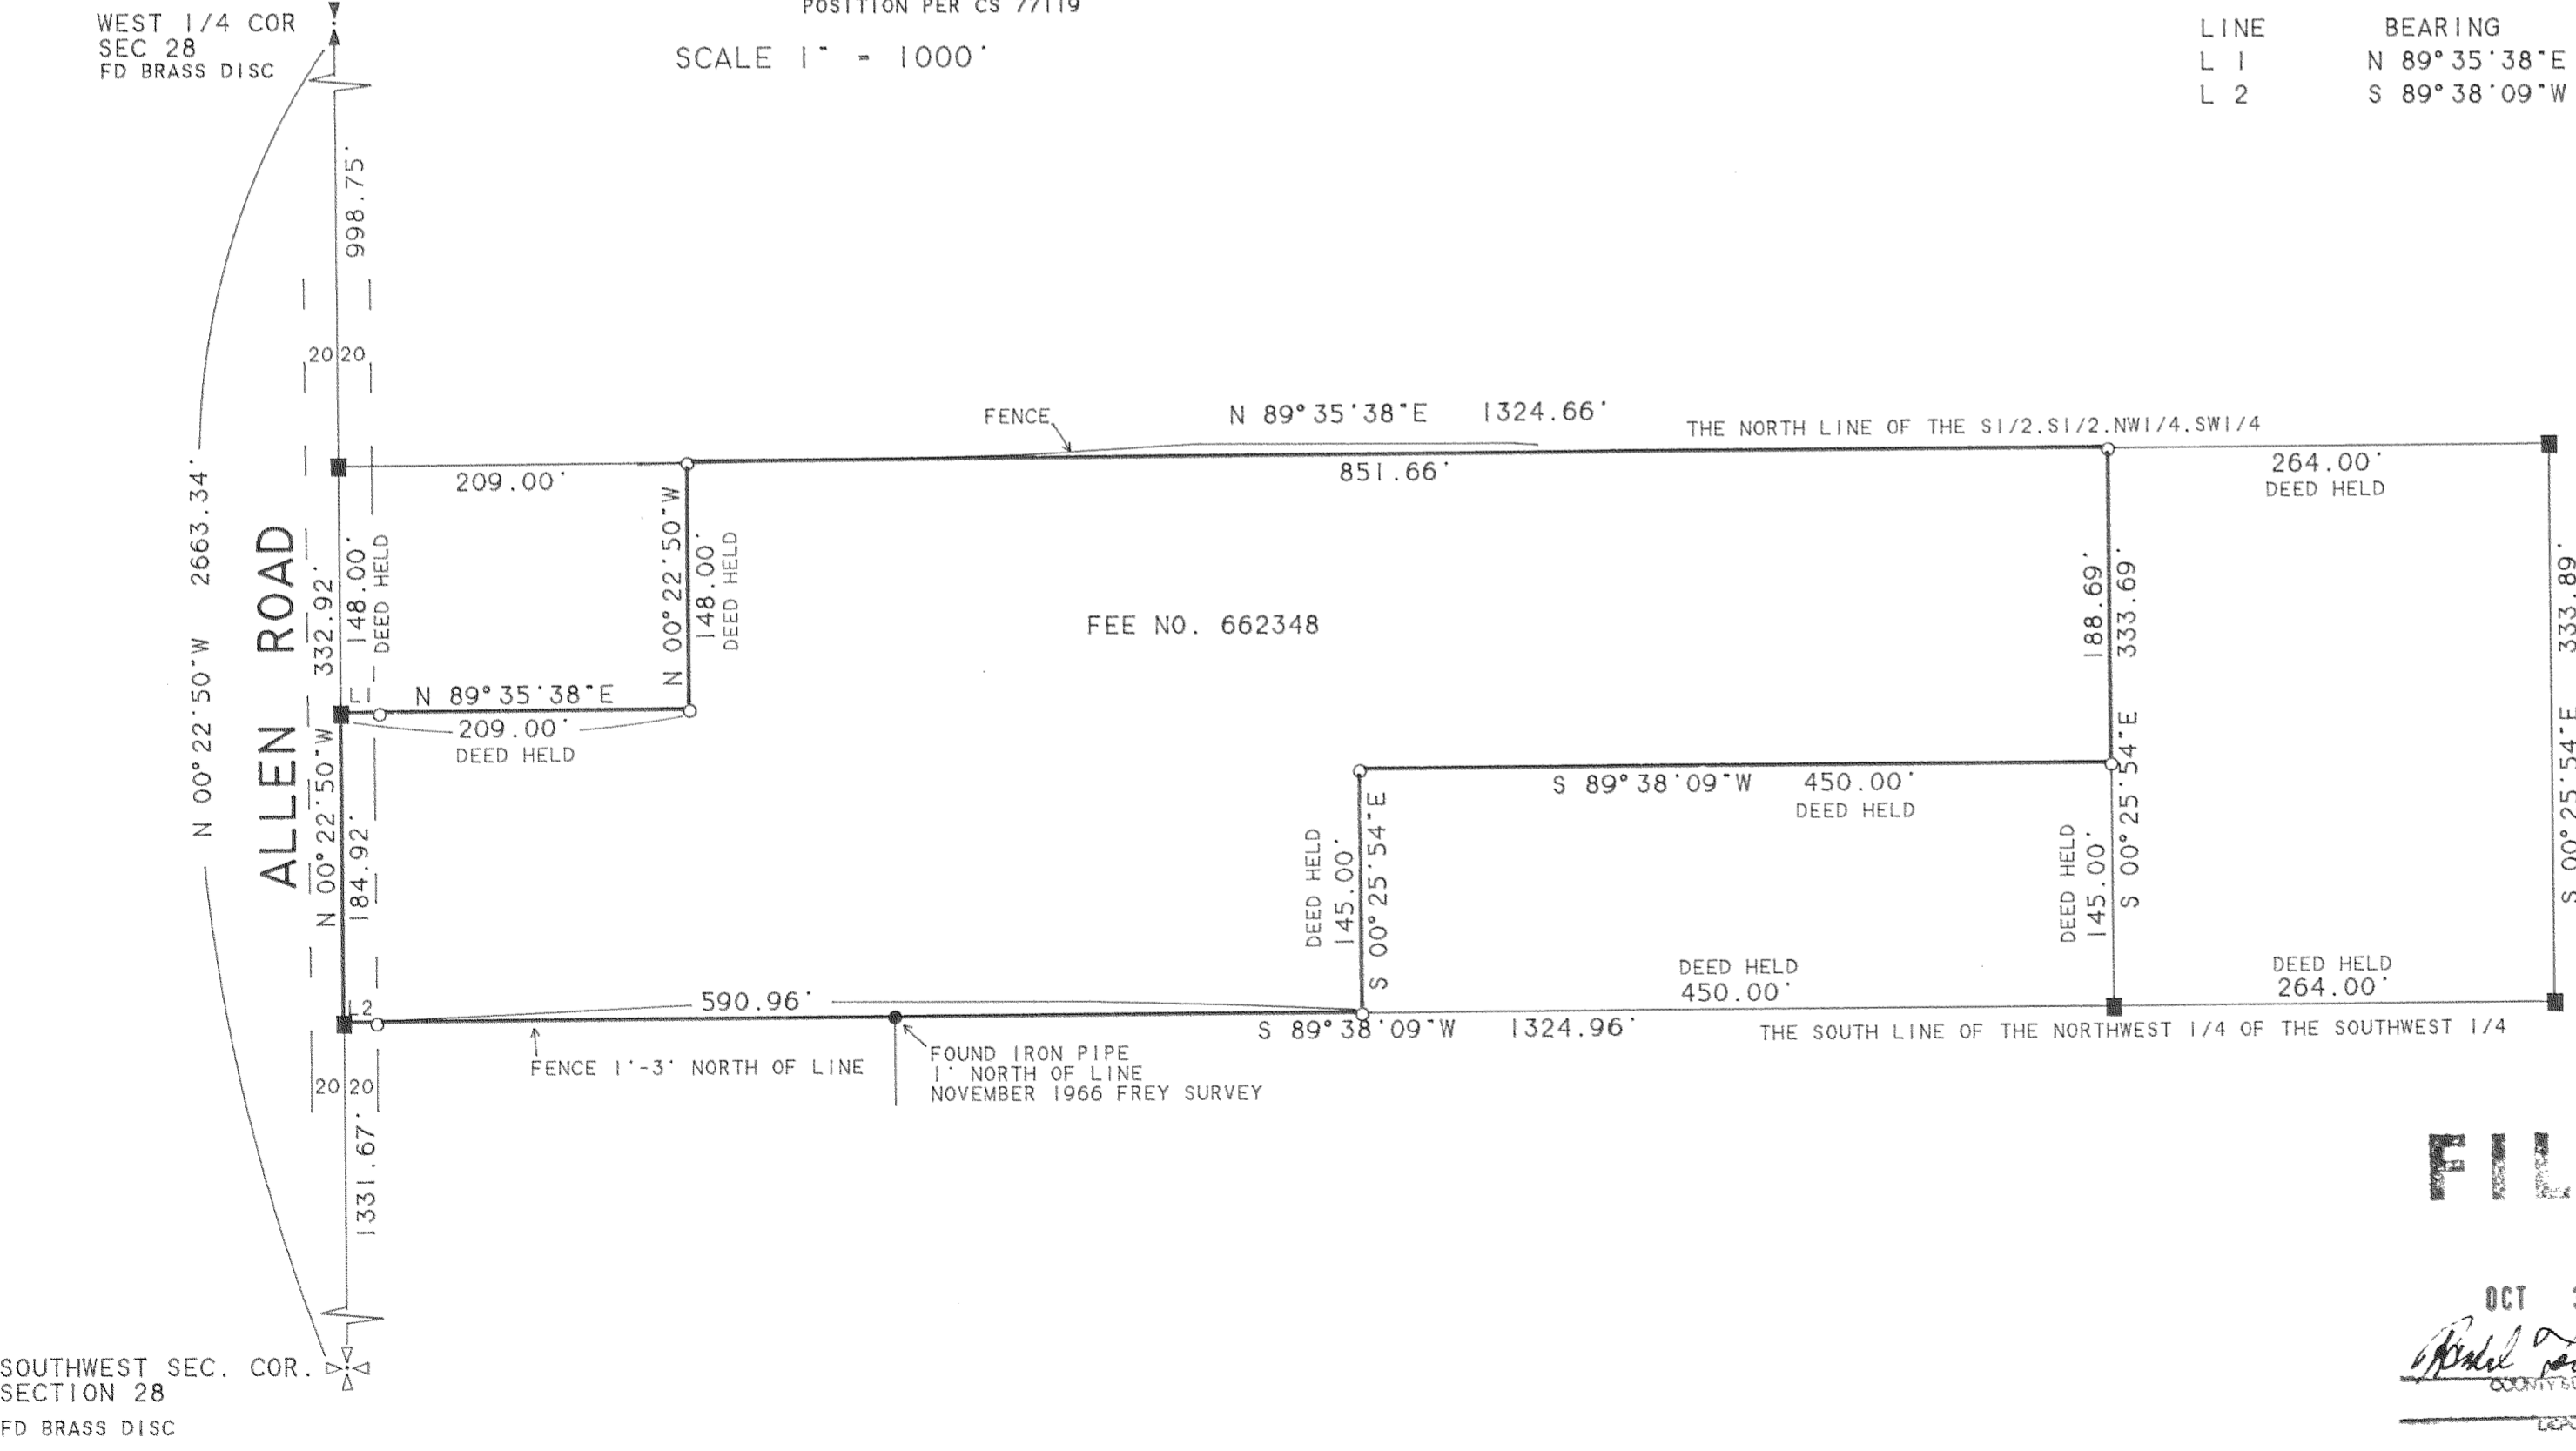 POSITION PER CS 77119
WEST 1/4 COR
SEC 28
FD BRASS DISC
SCALE 1" - 1000'
LINE BEARING
L 1 N 89°35'38"E
L 2 S 89°38'09"W
998.75'
20 20
N 00°22'50"W 2663.34'
ALLEN ROAD
FENCE
N 89°35'38"E 1324.66'
THE NORTH LINE OF THE S1/2.S1/2.NW1/4.SW1/4
209.00'
851.66'
264.00'
DEED HELD
332.92'
148.00'
DEED HELD
N 00°22'50"W
148.00'
DEED HELD
FEE NO. 662348
188.69'
333.69'
333.89'
L1
N 89°35'38"E
209.00'
DEED HELD
N 00°22'50"W
184.92'
S 89°38'09"W 450.00'
DEED HELD
DEED HELD
145.00'
S 00°25'54"E
DEED HELD
145.00'
S 00°25'54"E
S 00°25'54"E
L2
590.96'
DEED HELD
450.00'
DEED HELD
264.00'
S 89°38'09"W 1324.96'
THE SOUTH LINE OF THE NORTHWEST 1/4 OF THE SOUTHWEST 1/4
FENCE 1'-3' NORTH OF LINE
FOUND IRON PIPE
1' NORTH OF LINE
NOVEMBER 1966 FREY SURVEY
20 20
1331.67'
FIL
OCT
SOUTHWEST SEC. COR.
SECTION 28
FD BRASS DISC